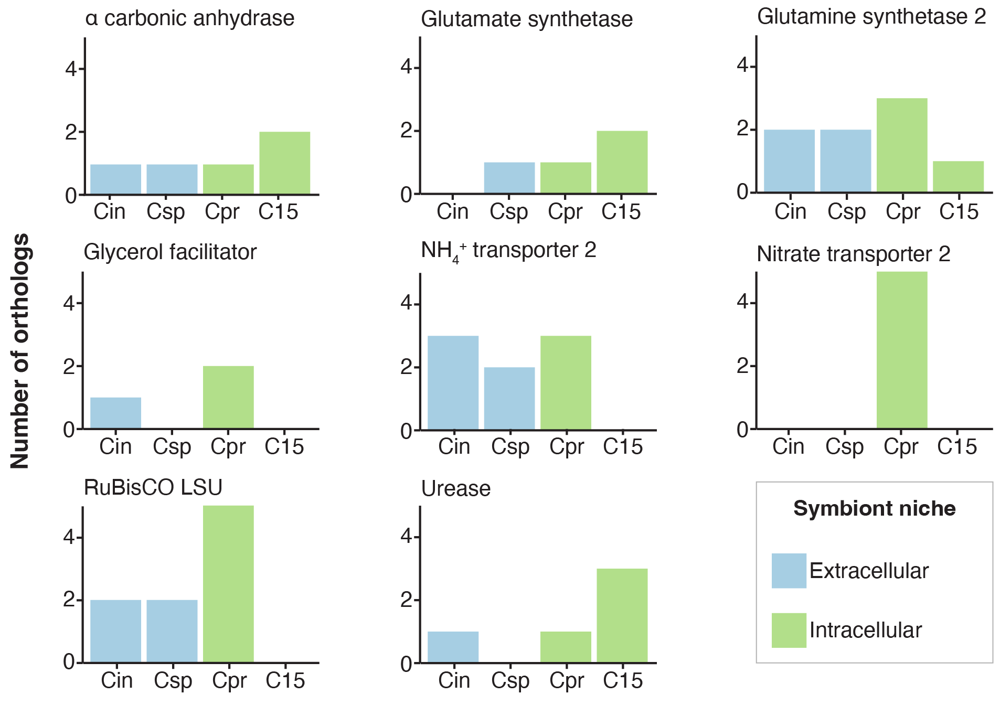 α carbonic anhydrase
4
2
0
Cin Csp Cpr C15
Glutamate synthetase
4
2
0
Cin Csp Cpr C15
Glutamine synthetase 2
4
2
0
Cin Csp Cpr C15
Number of orthologs
Glycerol facilitator
4
2
0
Cin Csp Cpr C15
NH₄⁺ transporter 2
4
2
0
Cin Csp Cpr C15
Nitrate transporter 2
4
2
0
Cin Csp Cpr C15
RuBisCO LSU
4
2
0
Cin Csp Cpr C15
Urease
4
2
0
Cin Csp Cpr C15
Symbiont niche
Extracellular
Intracellular